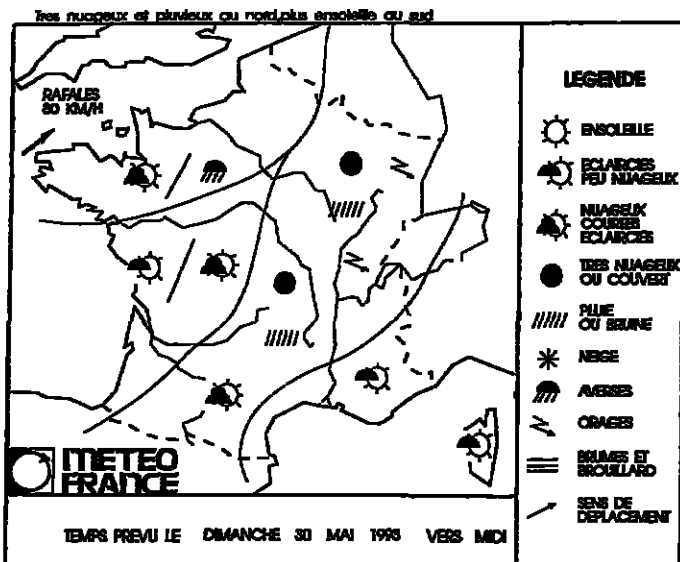 Tres nuageux et pluvieux au nord,plus ensoleille au sud
RAFALES
80 KM/H
LEGENDE
ENSOLEILLE
ECLAIRCIES
PEU NUAGEUX
NUAGEUX
COURTES
ECLAIRCIES
TRES NUAGEUX
OU COUVERT
PLUIE
OU BRUINE
NEIGE
AVERSES
ORAGES
BRUMES ET
BROUILLARD
SENS DE
DEPLACEMENT
METEO
FRANCE
TEMPS PREVU LE DIMANCHE 30 MAI 1993 VERS MIDI